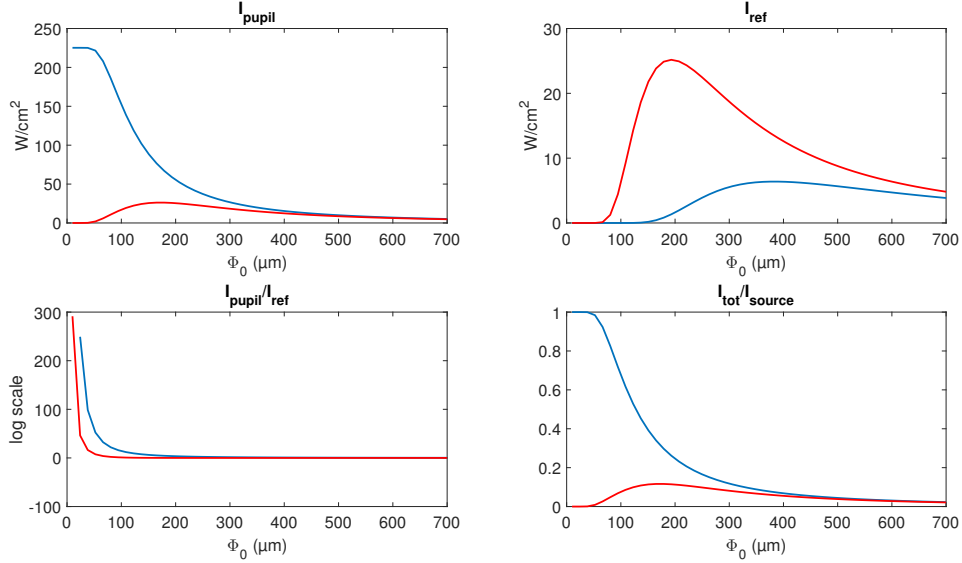 I_pupil
W/cm²
250
200
150
100
50
0
0 100 200 300 400 500 600 700
Φ_0 (μm)
I_ref
W/cm²
30
20
10
0
0 100 200 300 400 500 600 700
Φ_0 (μm)
I_pupil/I_ref
log scale
300
200
100
0
-100
0 100 200 300 400 500 600 700
Φ_0 (μm)
I_tot/I_source
1
0.8
0.6
0.4
0.2
0
0 100 200 300 400 500 600 700
Φ_0 (μm)